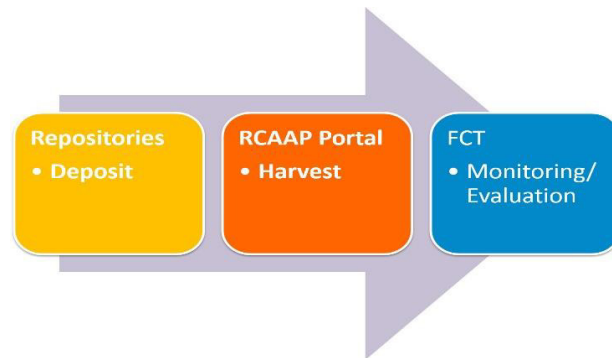 Repositories
• Deposit
RCAAP Portal
• Harvest
FCT
• Monitoring/
Evaluation